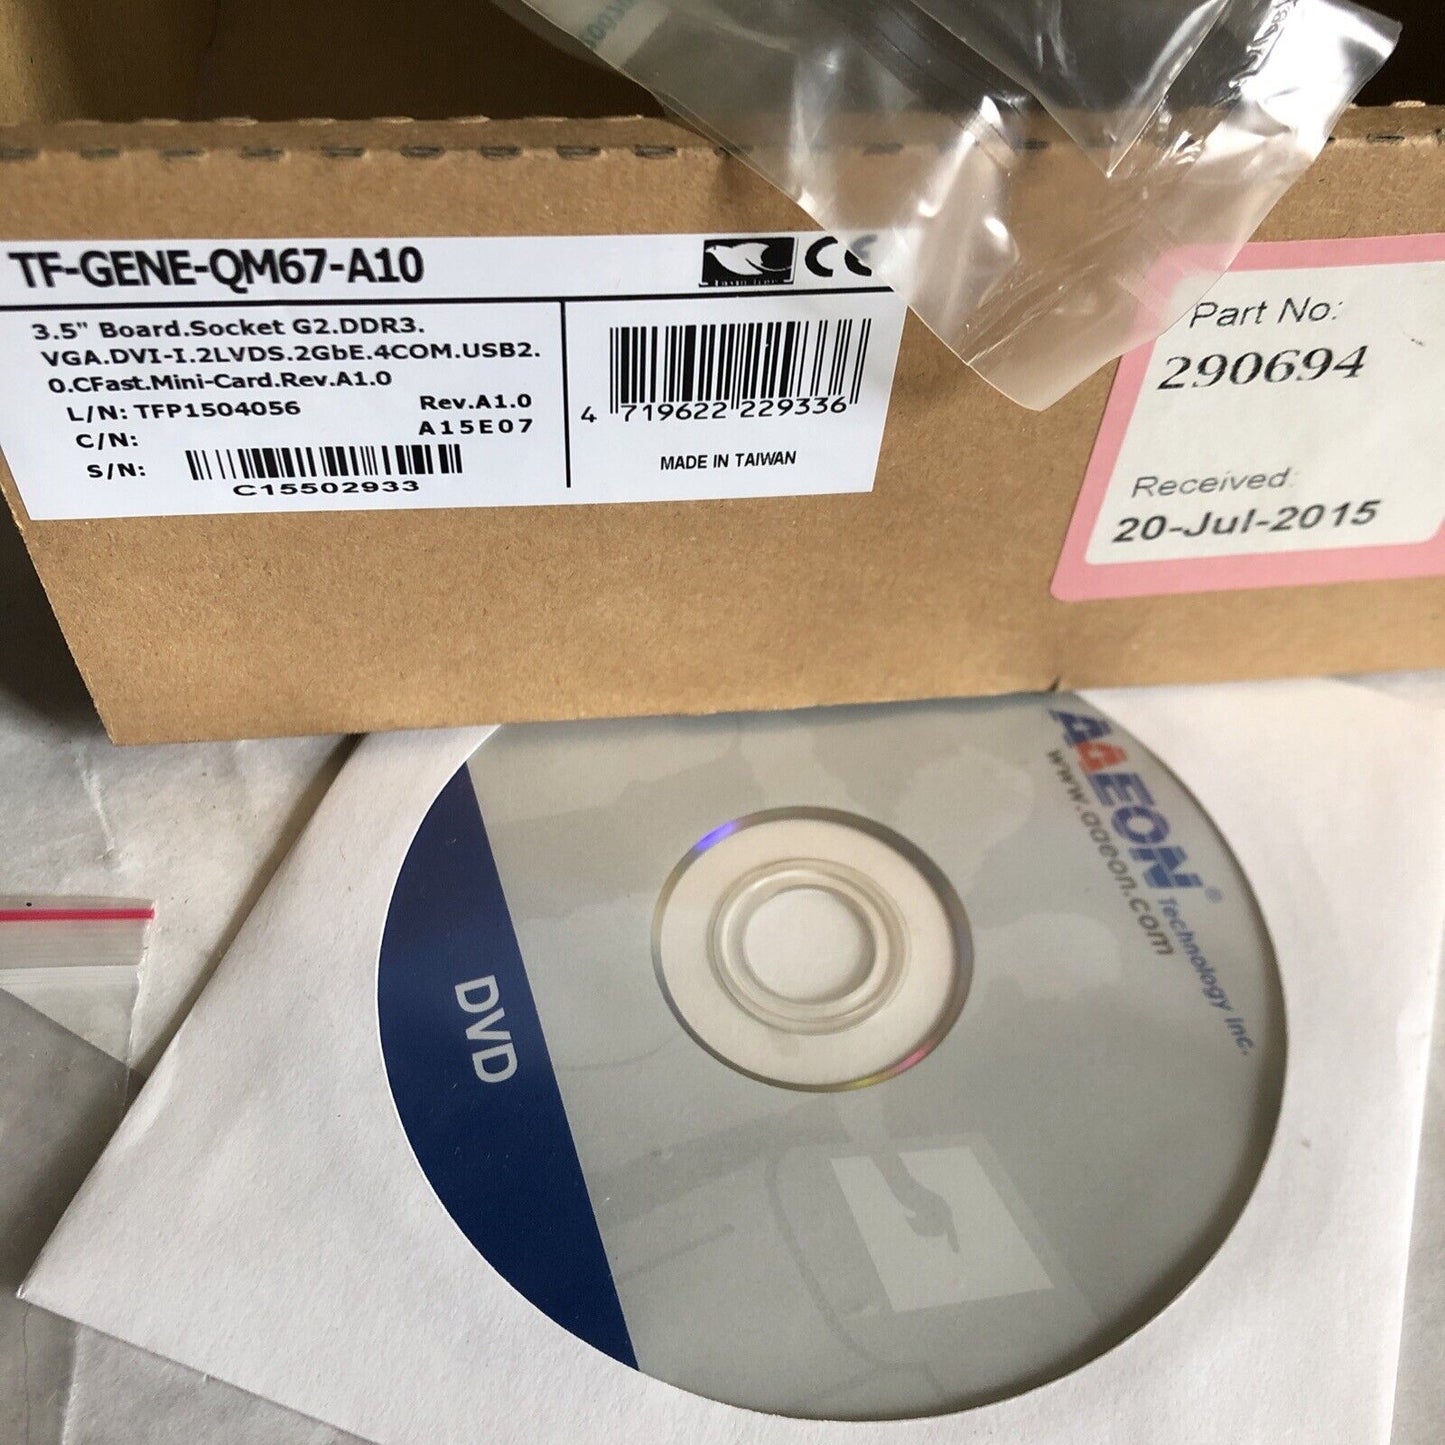 TF-GENE-QM67-A10
CE
3.5" Board.Socket G2.DDR3.
VGA.DVI-I.2LVDS.2GbE.4COM.USB2.
0.CFast.Mini-Card.Rev.A1.0
L/N: TFP1504056 Rev.A1.0
C/N: A15E07
S/N:
C15502933
4 719622 229336
MADE IN TAIWAN
Part No:
290694
Received:
20-Jul-2015
AAEON® Technology Inc.
www.aaeon.com
DVD